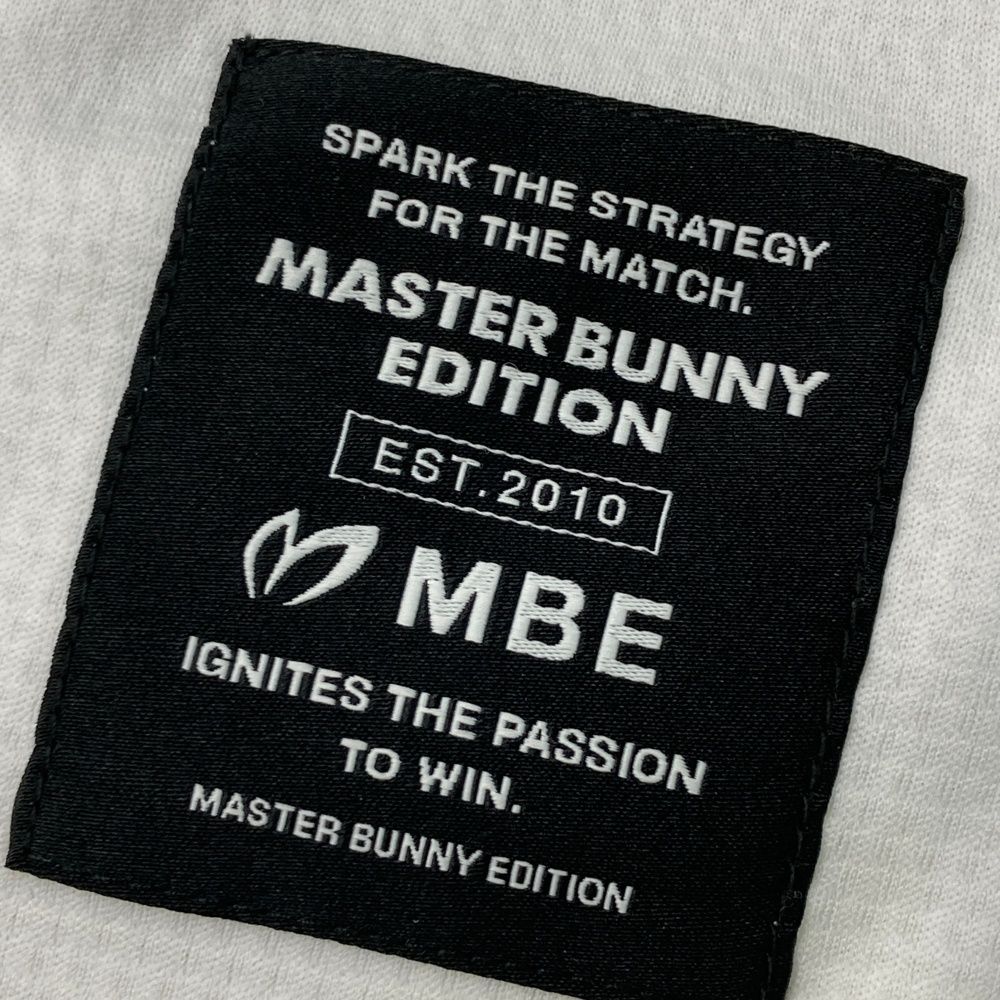 SPARK THE STRATEGY
FOR THE MATCH.
MASTER BUNNY
EDITION
EST.2010
MBE
IGNITES THE PASSION
TO WIN.
MASTER BUNNY EDITION